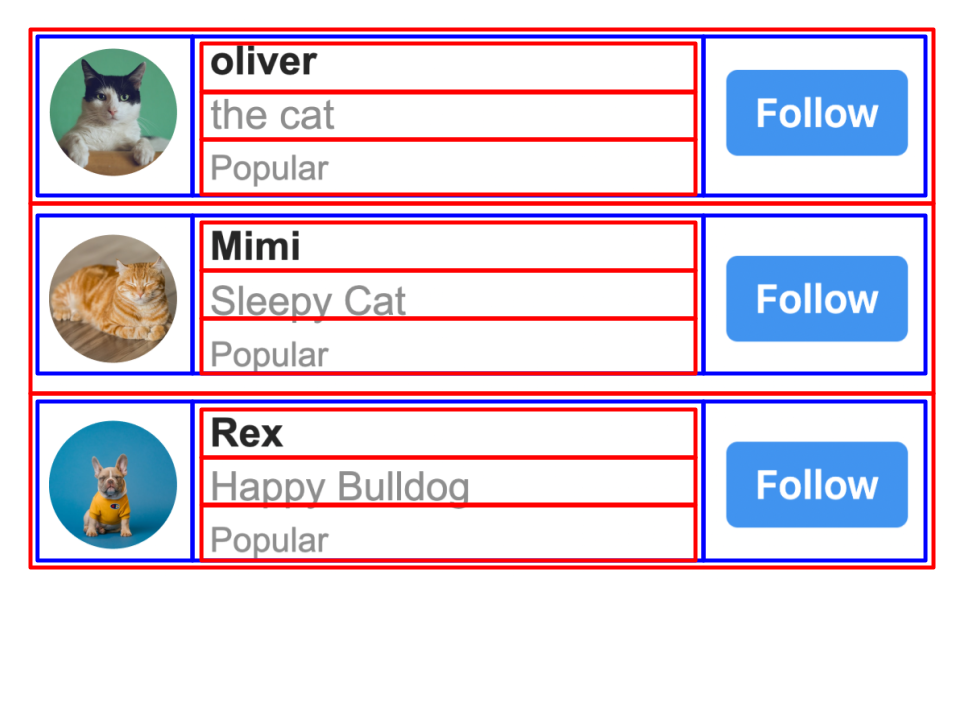 oliver
the cat
Popular
Follow
Mimi
Sleepy Cat
Popular
Follow
Rex
Happy Bulldog
Popular
Follow